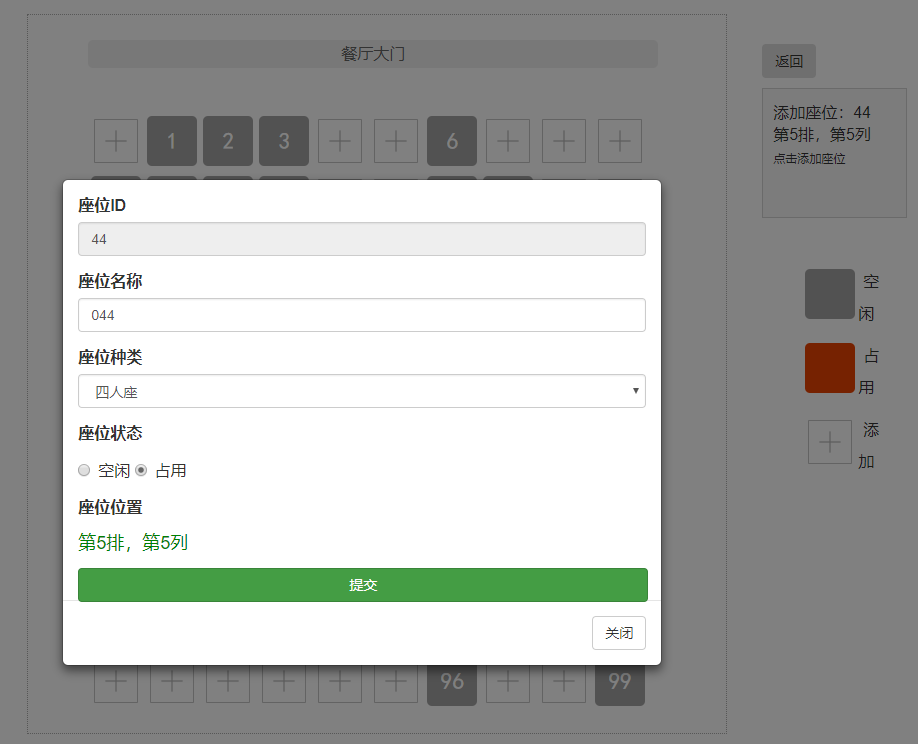 餐厅大门
返回
1 2 3 6
添加座位：44
第5排，第5列
点击添加座位
座位ID
44
座位名称
044
座位种类
四人座
座位状态
空闲 占用
座位位置
第5排，第5列
提交
关闭
空
闲
占
用
添
加
96 99